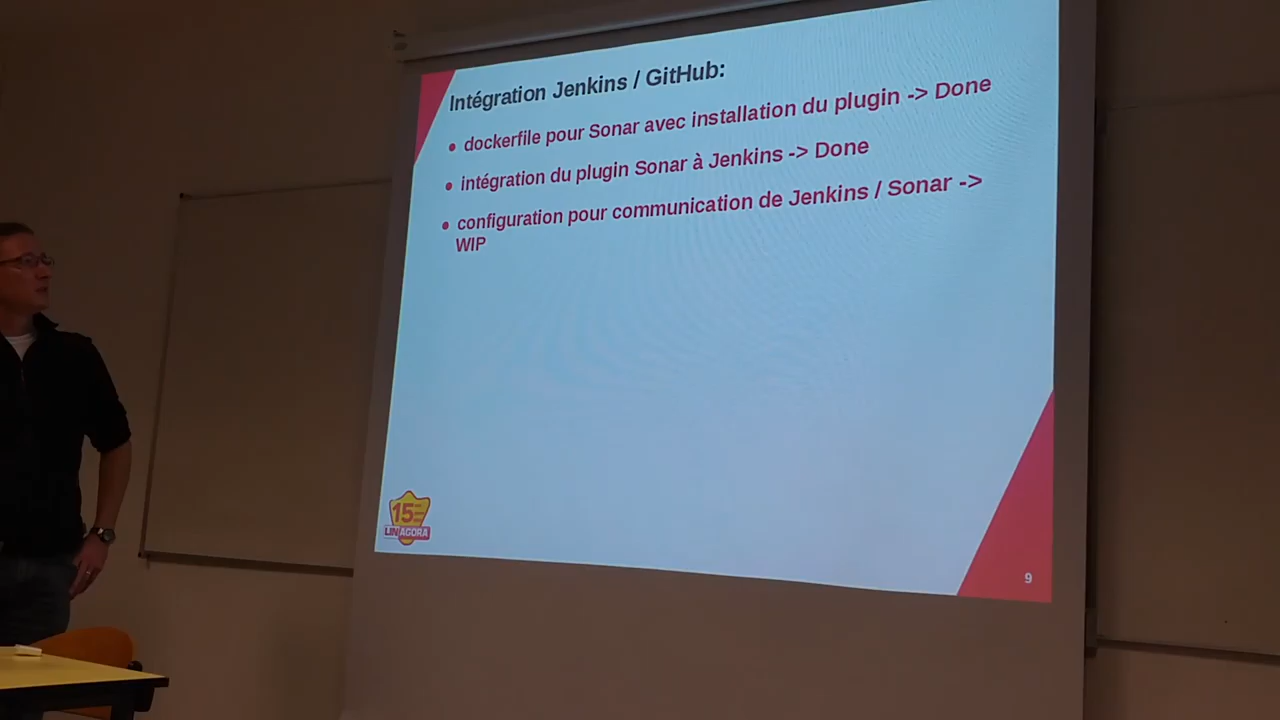 Intégration Jenkins / GitHub:
dockerfile pour Sonar avec installation du plugin -> Done
intégration du plugin Sonar à Jenkins -> Done
configuration pour communication de Jenkins / Sonar ->
WIP
15
LINAGORA
9